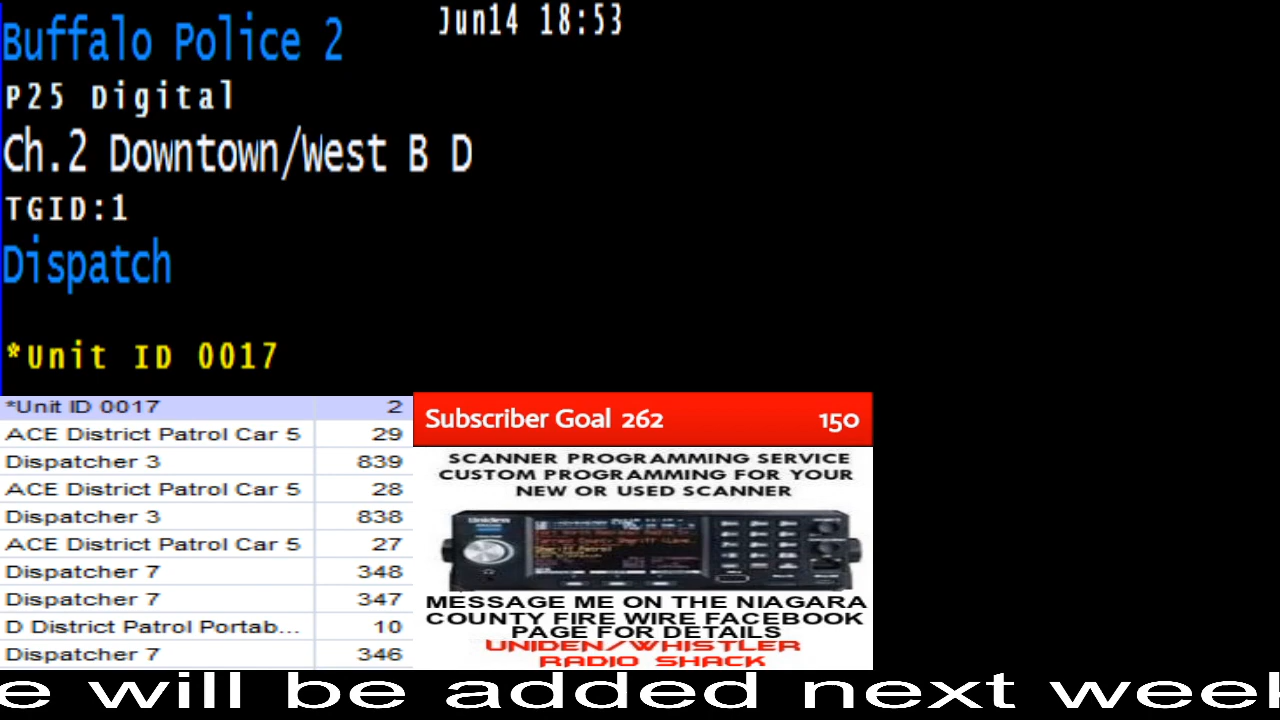 Buffalo Police 2
Jun14 18:53
P25 Digital
Ch.2 Downtown/West B D
TGID:1
Dispatch
*Unit ID 0017
*Unit ID 0017 2
ACE District Patrol Car 5 29
Dispatcher 3 839
ACE District Patrol Car 5 28
Dispatcher 3 838
ACE District Patrol Car 5 27
Dispatcher 7 348
Dispatcher 7 347
D District Patrol Portab... 10
Dispatcher 7 346
Subscriber Goal 262 150
SCANNER PROGRAMMING SERVICE
CUSTOM PROGRAMMING FOR YOUR
NEW OR USED SCANNER
Uniden
MESSAGE ME ON THE NIAGARA
COUNTY FIRE WIRE FACEBOOK
PAGE FOR DETAILS
UNIDEN/WHISTLER
RADIO SHACK
e will be added next week